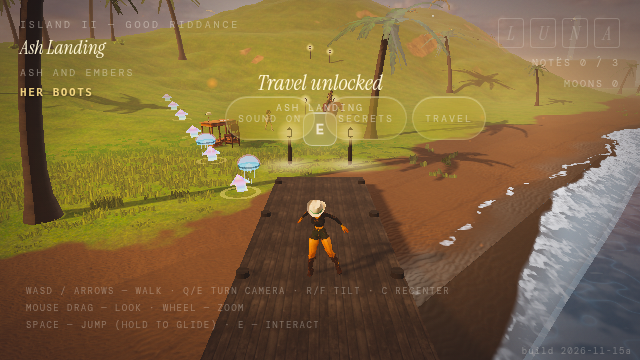 ISLAND II — GOOD RIDDANCE
Ash Landing
ASH AND EMBERS
HER BOOTS
LUNA
NOTES 0 / 3
MOONS 0
Travel unlocked
ASH LANDING
SOUND ON
E
SECRETS
TRAVEL
WASD / ARROWS — WALK · Q/E TURN CAMERA · R/F TILT · C RECENTER
MOUSE DRAG — LOOK · WHEEL — ZOOM
SPACE — JUMP (HOLD TO GLIDE) · E — INTERACT
build 2026-11-15a